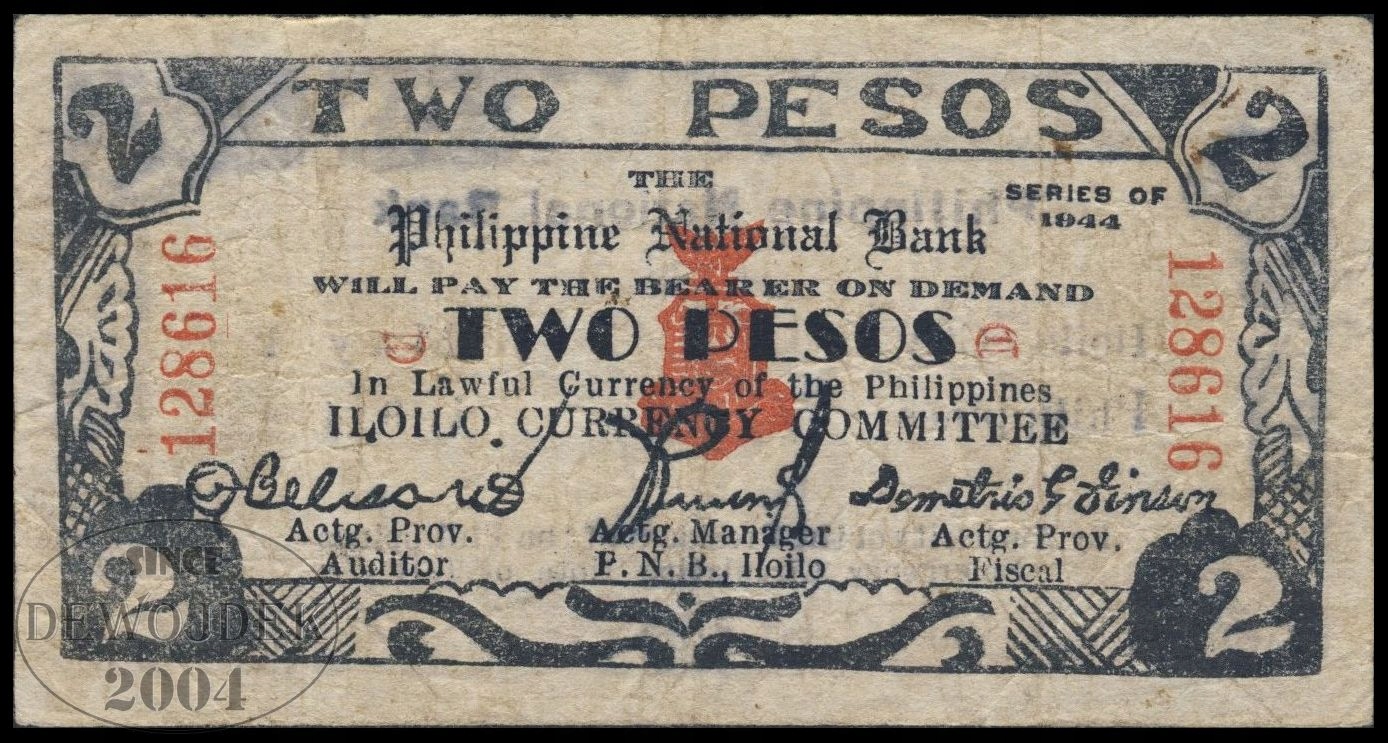 2 TWO PESOS 2
THE
SERIES OF
1944
Philippine National Bank
WILL PAY THE BEARER ON DEMAND
TWO PESOS
In Lawful Currency of the Philippines
ILOILO CURRENCY COMMITTEE
128616
128616
Demetrio
Actg. Prov.
Auditor
Actg. Manager
P. N. B., Iloilo
Actg. Prov.
Fiscal
2
2
SINCE
DEWOJDEK
2004